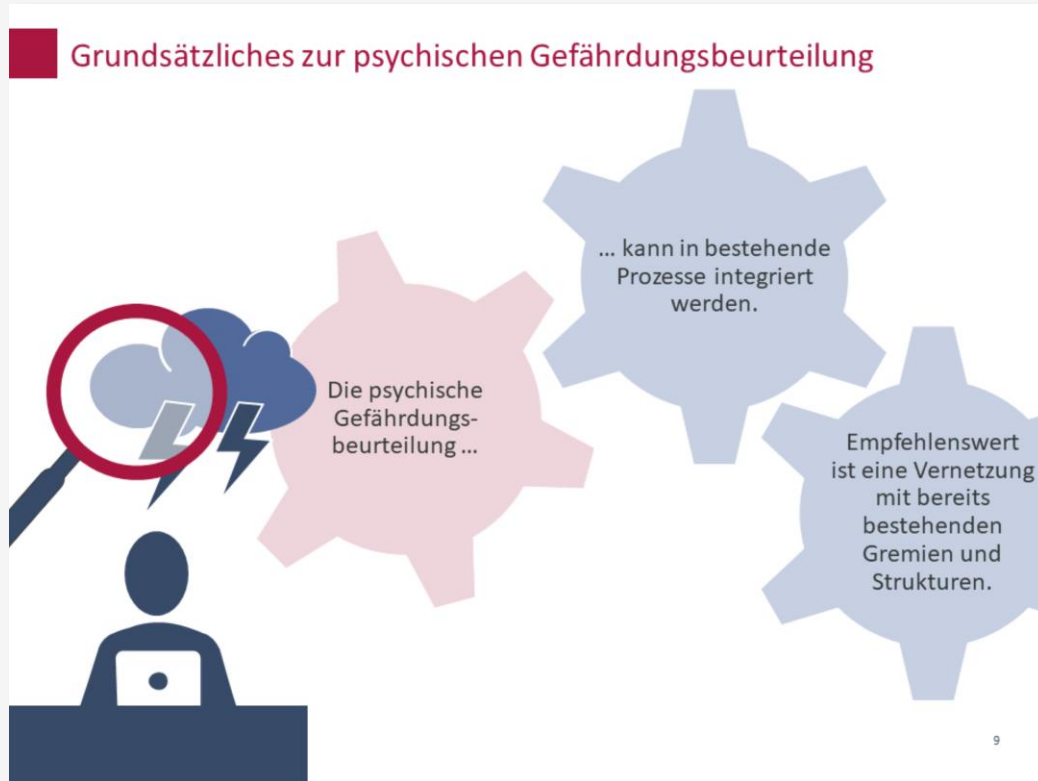 Grundsätzliches zur psychischen Gefährdungsbeurteilung
Die psychische
Gefährdungs-
beurteilung ...
... kann in bestehende
Prozesse integriert
werden.
Empfehlenswert
ist eine Vernetzung
mit bereits
bestehenden
Gremien und
Strukturen.
9